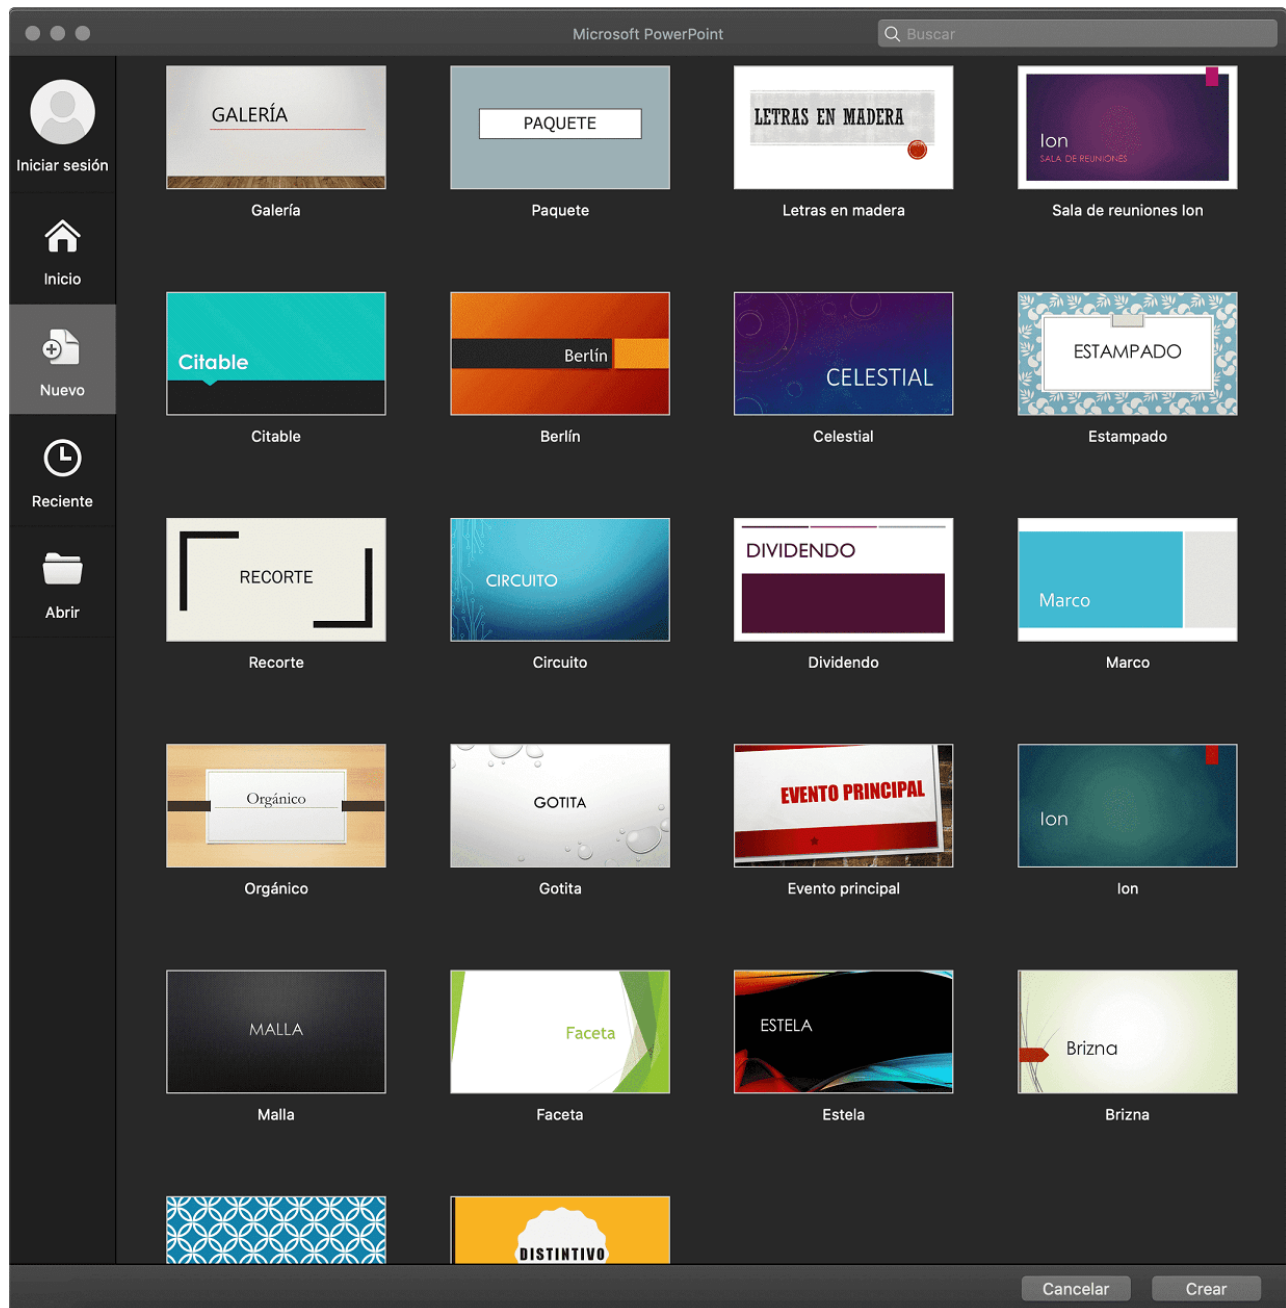 Microsoft PowerPoint
Buscar
Iniciar sesión
Inicio
Nuevo
Reciente
Abrir
GALERÍA
PAQUETE
LETRAS EN MADERA
Ion
SALA DE REUNIONES
Galería
Paquete
Letras en madera
Sala de reuniones Ion
Citable
Berlín
CELESTIAL
ESTAMPADO
Citable
Berlín
Celestial
Estampado
RECORTE
CIRCUITO
DIVIDENDO
Marco
Recorte
Circuito
Dividendo
Marco
Orgánico
GOTITA
EVENTO PRINCIPAL
Ion
Orgánico
Gotita
Evento principal
Ion
MALLA
Faceta
ESTELA
Brizna
Malla
Faceta
Estela
Brizna
DISTINTIVO
Cancelar
Crear